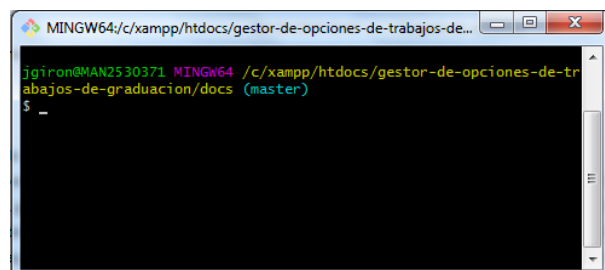 MINGW64:/c/xampp/htdocs/gestor-de-opciones-de-trabajos-de...
jgiron@MAN2530371 MINGW64 /c/xampp/htdocs/gestor-de-opciones-de-tr
abajos-de-graduacion/docs (master)
$ _